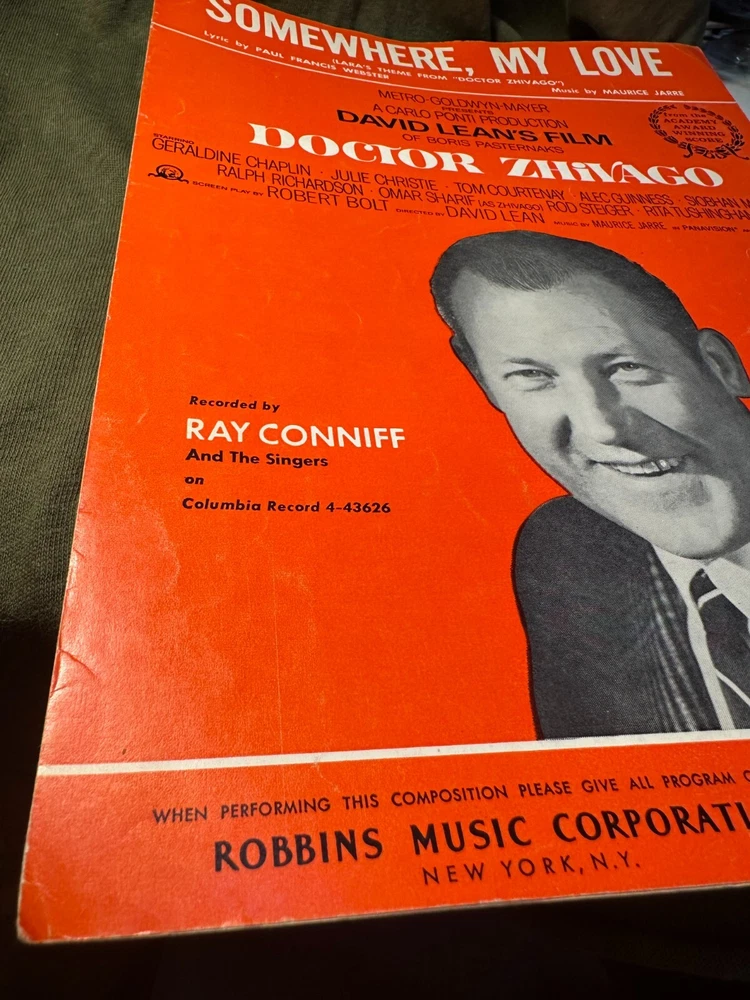 SOMEWHERE, MY LOVE
(LARA'S THEME FROM "DOCTOR ZHIVAGO")
Lyric by PAUL FRANCIS WEBSTER
Music by MAURICE JARRE
METRO-GOLDWYN-MAYER
PRESENTS
A CARLO PONTI PRODUCTION
DAVID LEAN'S FILM
OF BORIS PASTERNAKS
DOCTOR ZHiVAGO
from the
ACADEMY
AWARD
WINNING
SCORE
STARRING
GERALDINE CHAPLIN · JULIE CHRISTIE · TOM COURTENAY · ALEC GUINNESS · SIOBHAN
RALPH RICHARDSON · OMAR SHARIF (AS ZHIVAGO) ROD STEIGER · RITA TUSHINGHA
SCREEN PLAY BY ROBERT BOLT DIRECTED BY DAVID LEAN MUSIC BY MAURICE JARRE IN PANAVISION®
Recorded by
RAY CONNIFF
And The Singers
on
Columbia Record 4-43626
WHEN PERFORMING THIS COMPOSITION PLEASE GIVE ALL PROGRAM
ROBBINS MUSIC CORPORATI
NEW YORK, N.Y.